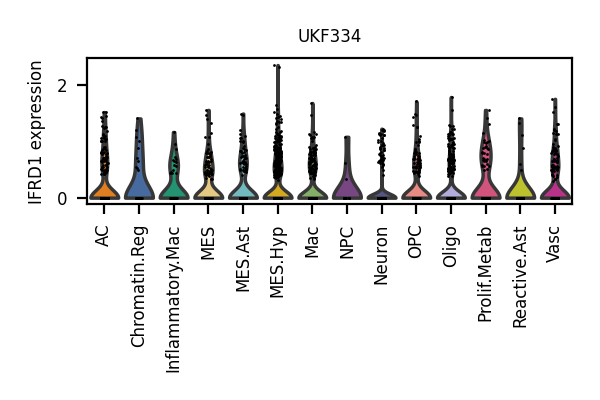 UKF334
IFRD1 expression
2
0
AC
Chromatin.Reg
Inflammatory.Mac
MES
MES.Ast
MES.Hyp
Mac
NPC
Neuron
OPC
Oligo
Prolif.Metab
Reactive.Ast
Vasc